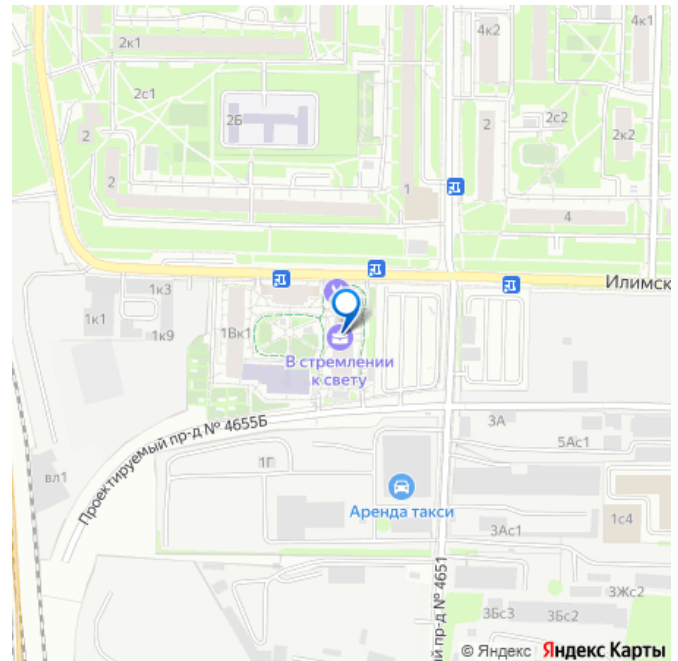 2к1
4к2
4к1
2с1
2Б
2
2
2с2
2к2
2
1
4
Илимск
1к3
1к1
1к9
1Вк1
В стремлении
к свету
Проектируемый пр-д № 4655Б
3А
5Ас1
1Г
вл1
Аренда такси
1с4
3Ас1
ый пр-д № 4651
3Жс2
3Бс3
3Бс2
© Яндекс Яндекс Карты